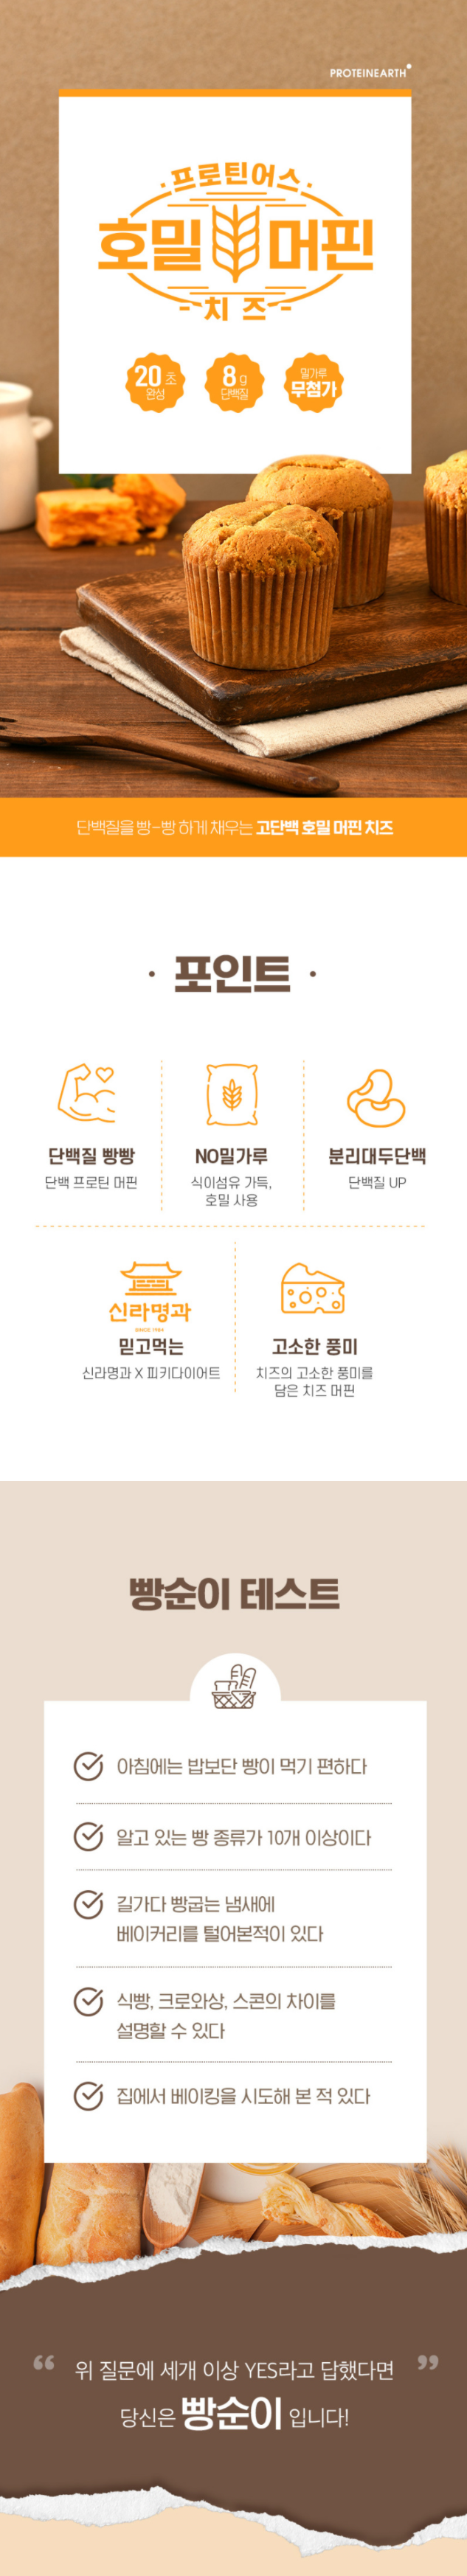 PROTEINEARTH
프로틴어스
호밀 머핀
치즈
20초
완성
8g
단백질
밀가루
무첨가
단백질을 빵-빵 하게 채우는 고단백 호밀 머핀 치즈
포인트
단백질 빵빵
단백 프로틴 머핀
NO밀가루
식이섬유 가득,
호밀 사용
분리대두단백
단백질 UP
신라명과
SINCE 1984
믿고먹는
신라명과 X 피키다이어트
고소한 풍미
치즈의 고소한 풍미를
담은 치즈 머핀
빵순이 테스트
아침에는 밥보단 빵이 먹기 편하다
알고 있는 빵 종류가 10개 이상이다
길가다 빵굽는 냄새에
베이커리를 털어본적이 있다
식빵, 크로와상, 스콘의 차이를
설명할 수 있다
집에서 베이킹을 시도해 본 적 있다
“ 위 질문에 세개 이상 YES라고 답했다면 ”
당신은 빵순이 입니다!